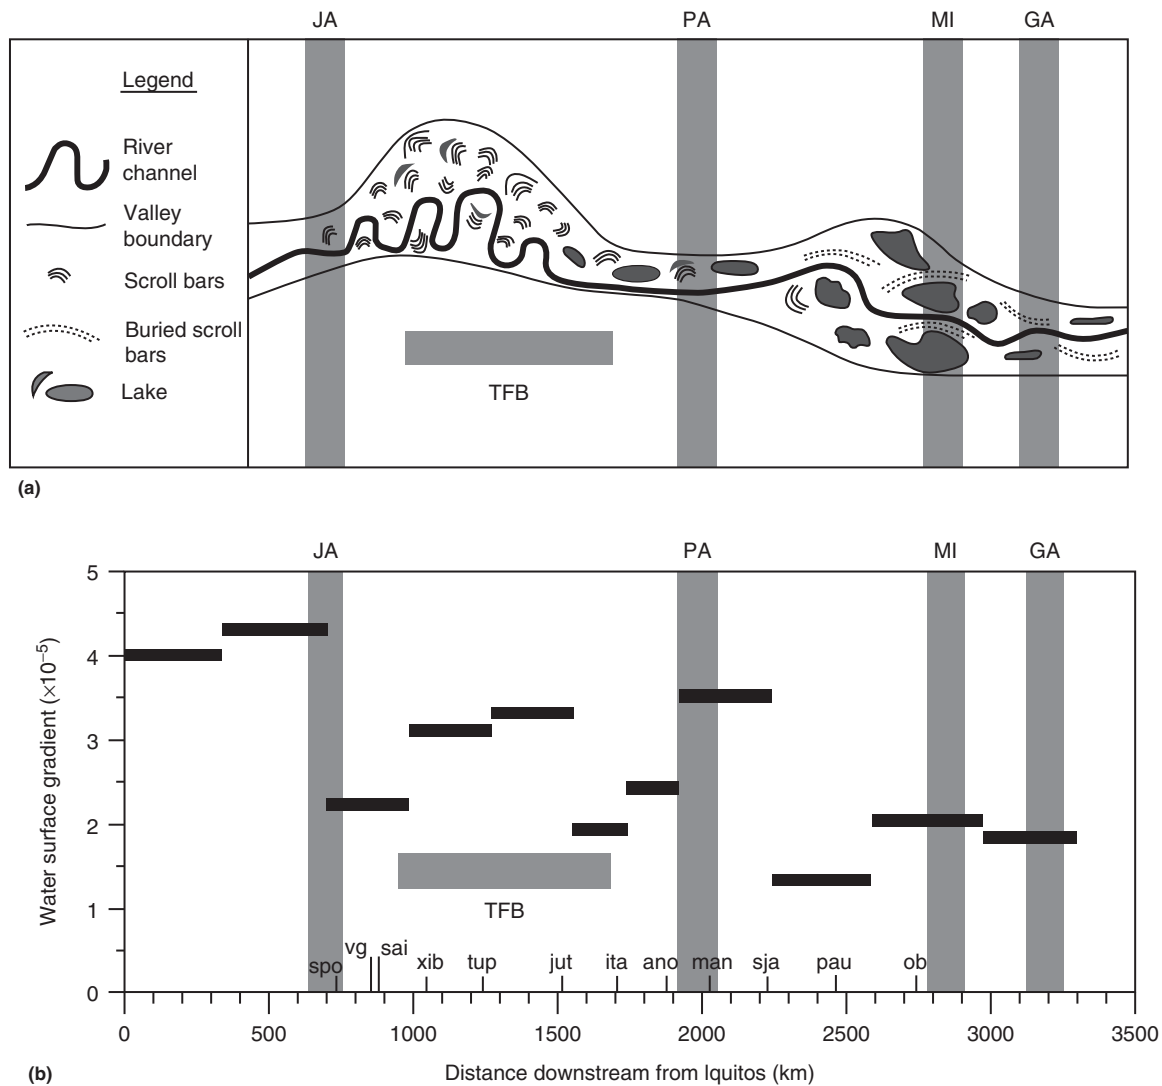 JA PA MI GA
Legend
River
channel
Valley
boundary
Scroll bars
Buried scroll
bars
Lake
TFB
(a)
JA PA MI GA
5
4
3
2
1
0
Water surface gradient (×10⁻⁵)
TFB
spo vg sai xib tup jut ita ano man sja pau ob
0 500 1000 1500 2000 2500 3000 3500
Distance downstream from Iquitos (km)
(b)